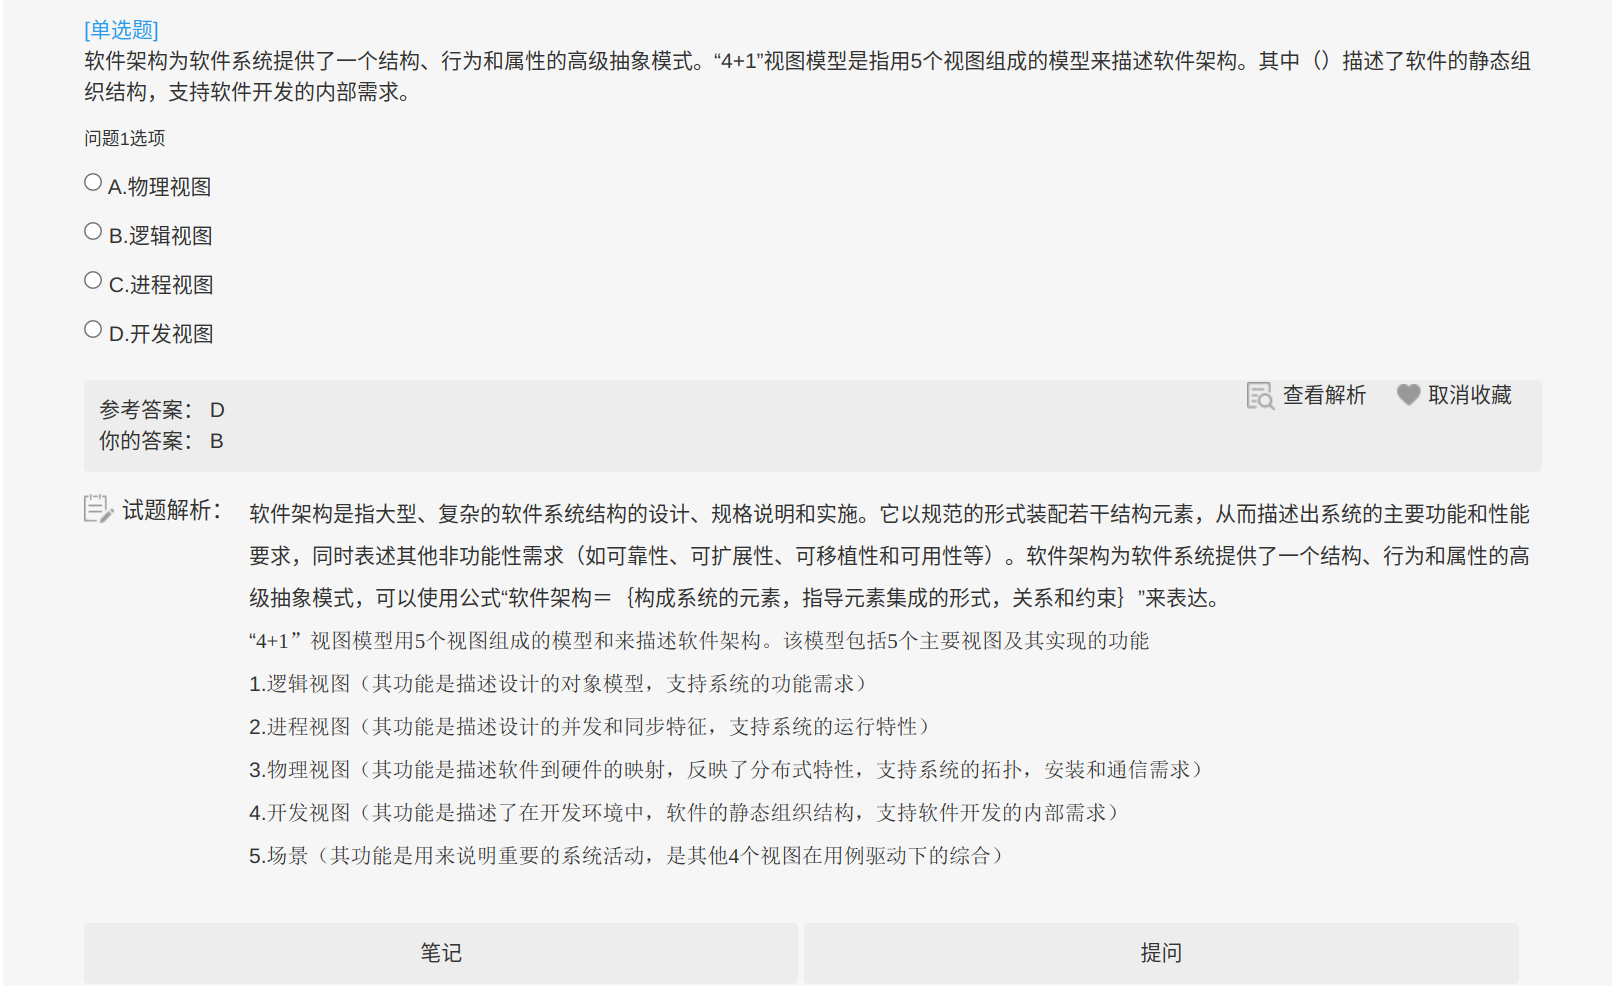 [单选题]
软件架构为软件系统提供了一个结构、行为和属性的高级抽象模式。“4+1”视图模型是指用5个视图组成的模型来描述软件架构。其中（）描述了软件的静态组
织结构，支持软件开发的内部需求。
问题1选项
A.物理视图
B.逻辑视图
C.进程视图
D.开发视图
查看解析 取消收藏
参考答案： D
你的答案： B
试题解析：
软件架构是指大型、复杂的软件系统结构的设计、规格说明和实施。它以规范的形式装配若干结构元素，从而描述出系统的主要功能和性能
要求，同时表述其他非功能性需求（如可靠性、可扩展性、可移植性和可用性等）。软件架构为软件系统提供了一个结构、行为和属性的高
级抽象模式，可以使用公式“软件架构＝｛构成系统的元素，指导元素集成的形式，关系和约束｝”来表达。
“4+1”视图模型用5个视图组成的模型和来描述软件架构。该模型包括5个主要视图及其实现的功能
1.逻辑视图（其功能是描述设计的对象模型，支持系统的功能需求）
2.进程视图（其功能是描述设计的并发和同步特征，支持系统的运行特性）
3.物理视图（其功能是描述软件到硬件的映射，反映了分布式特性，支持系统的拓扑，安装和通信需求）
4.开发视图（其功能是描述了在开发环境中，软件的静态组织结构，支持软件开发的内部需求）
5.场景（其功能是用来说明重要的系统活动，是其他4个视图在用例驱动下的综合）
笔记 提问